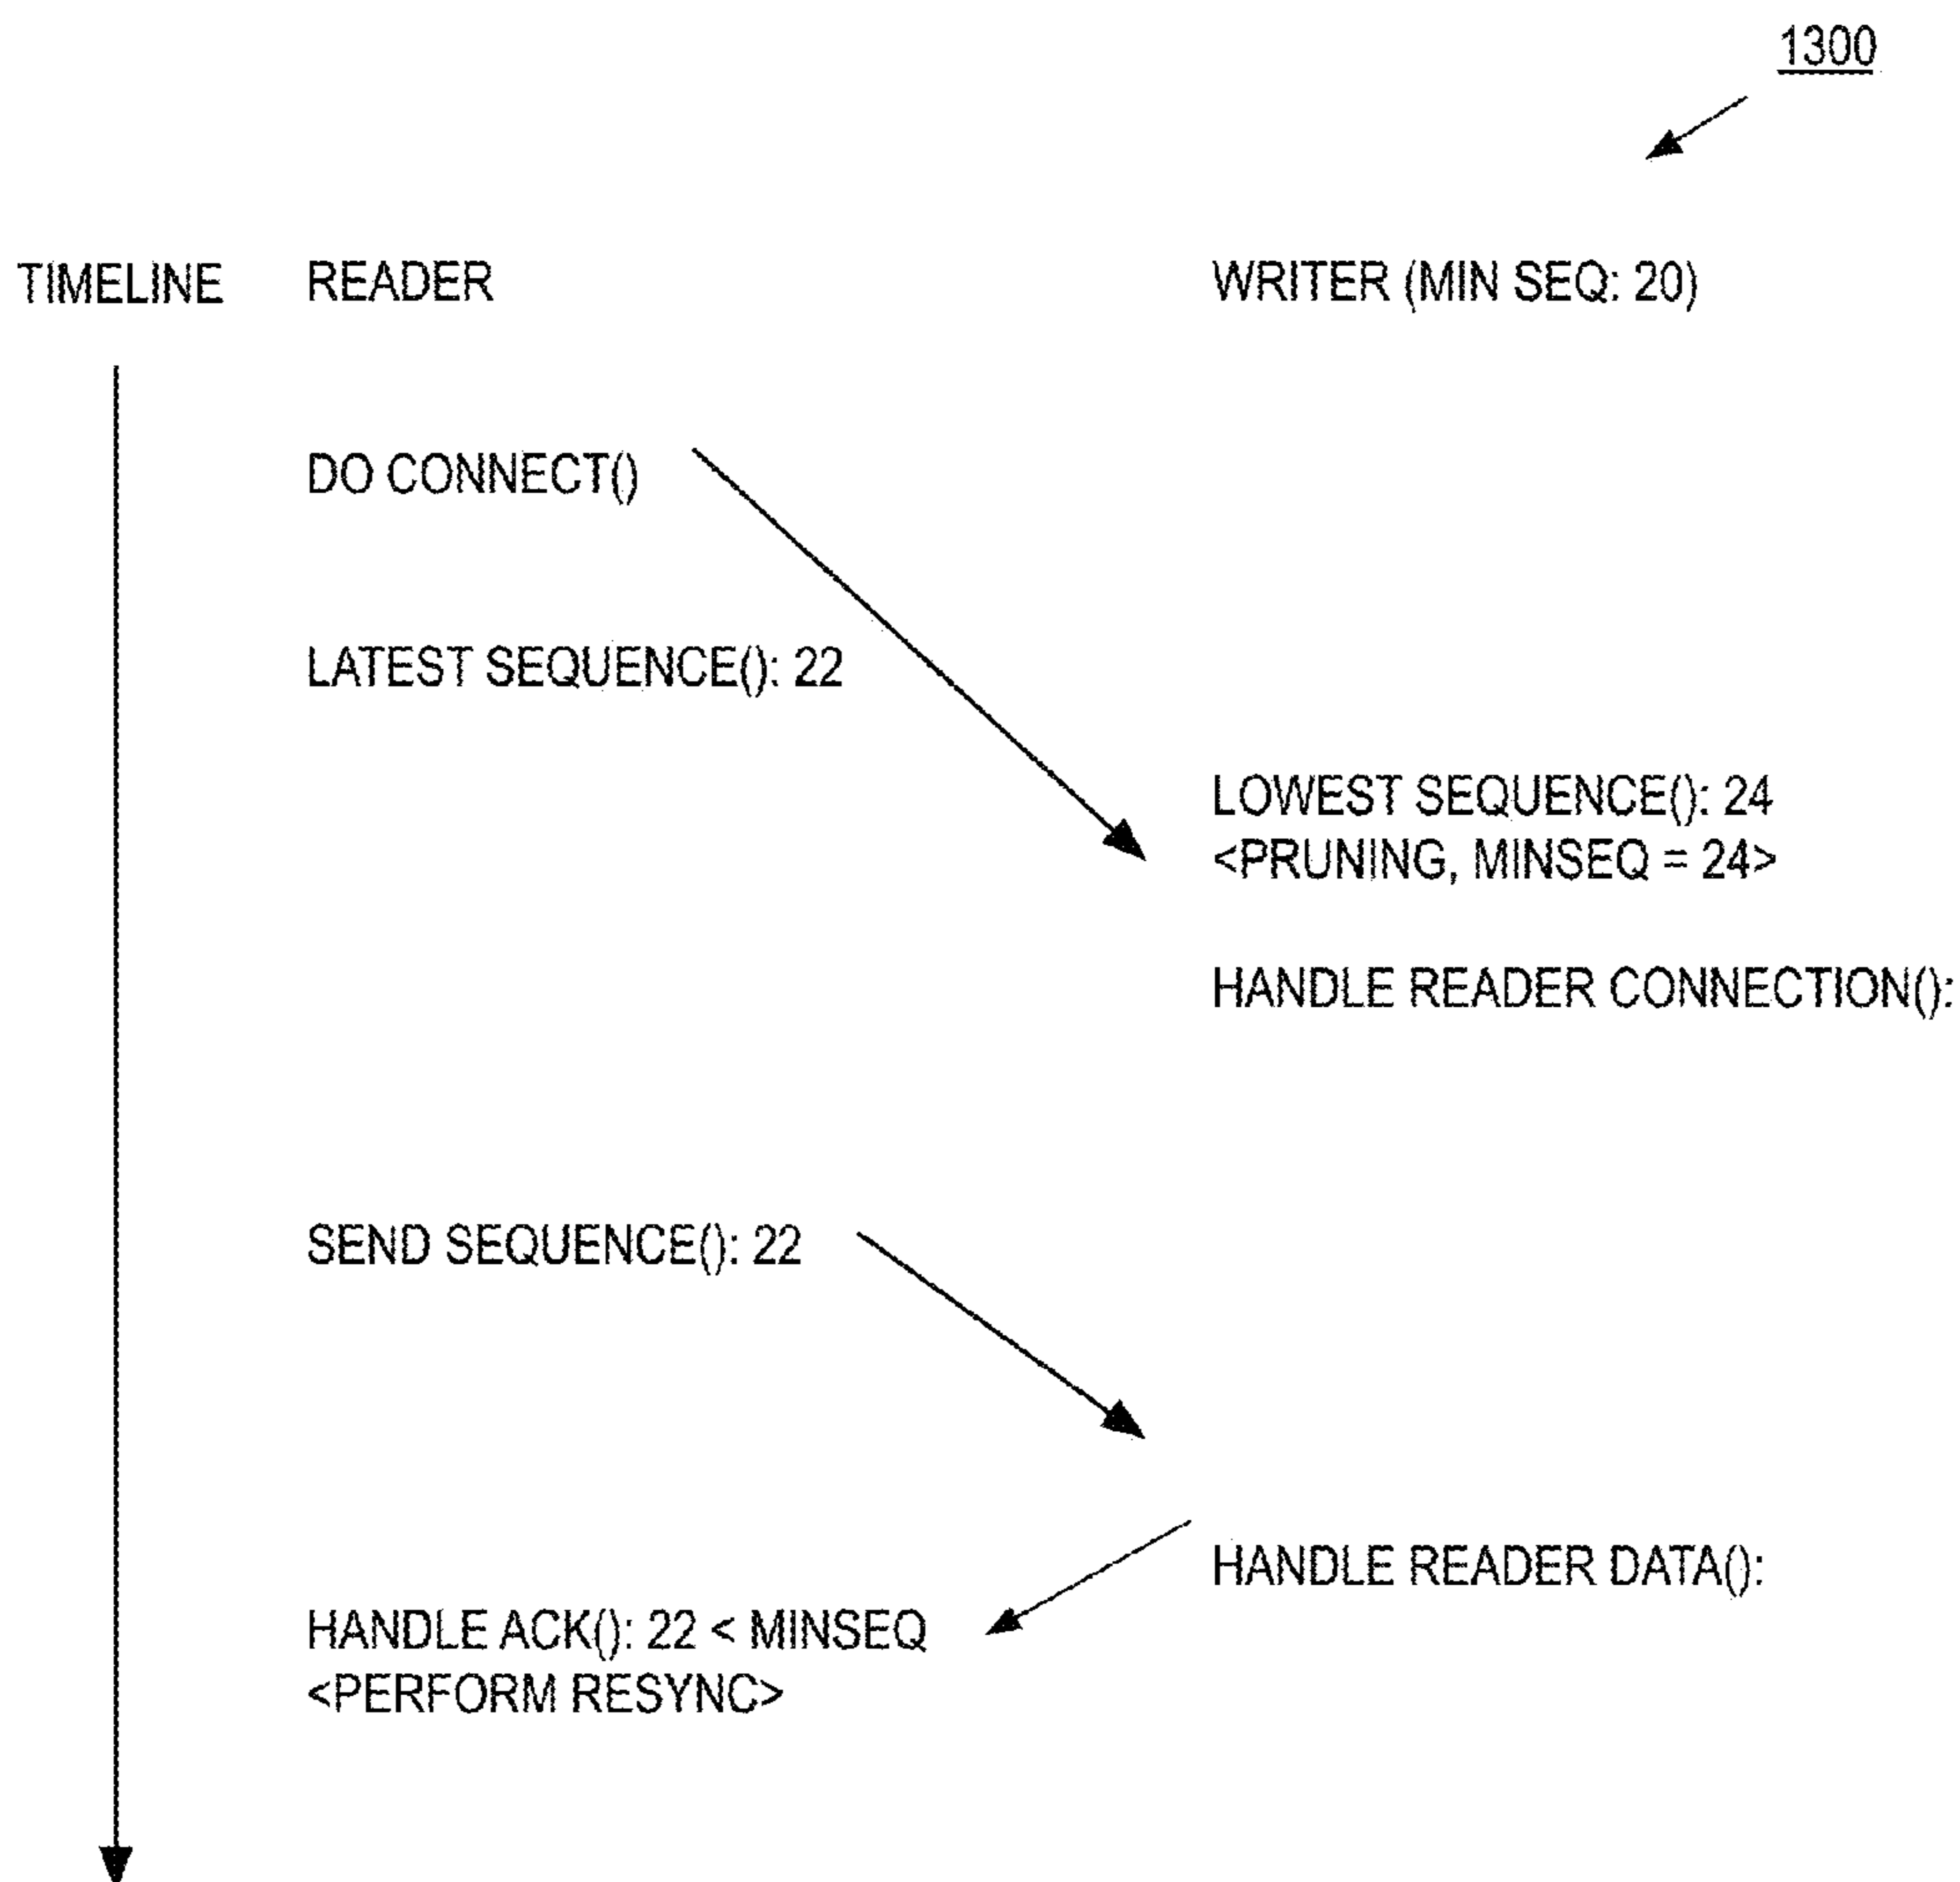 1300
TIMELINE READER WRITER (MIN SEQ: 20)
DO CONNECT()
LATEST SEQUENCE(): 22
LOWEST SEQUENCE(): 24
<PRUNING, MINSEQ = 24>
HANDLE READER CONNECTION():
SEND SEQUENCE(): 22
HANDLE READER DATA():
HANDLE ACK(): 22 < MINSEQ
<PERFORM RESYNC>